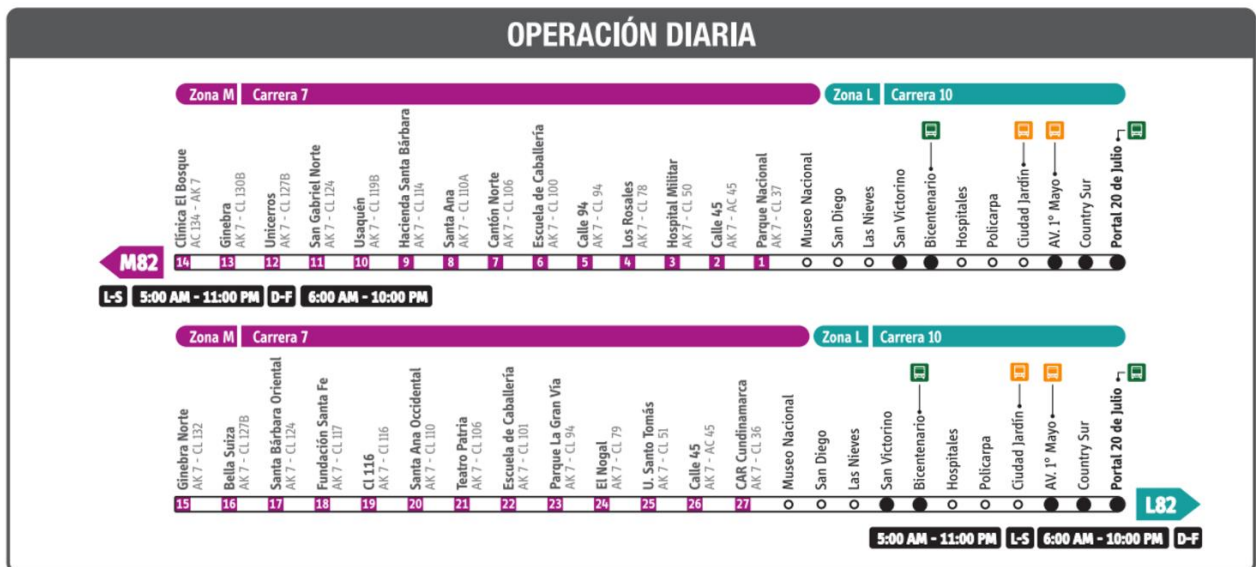 OPERACIÓN DIARIA
Zona M Carrera 7
Zona L Carrera 10
Clínica El Bosque
AC 134 - AK 7
Ginebra
AK 7 - CL 130B
Unicerros
AK 7 - CL 127B
San Gabriel Norte
AK 7 - CL 124
Usaquén
AK 7 - CL 119B
Hacienda Santa Bárbara
AK 7 - CL 114
Santa Ana
AK 7 - CL 110A
Cantón Norte
AK 7 - CL 106
Escuela de Caballería
AK 7 - CL 100
Calle 94
AK 7 - CL 94
Los Rosales
AK 7 - CL 78
Hospital Militar
AK 7 - CL 50
Calle 45
AK 7 - AC 45
Parque Nacional
AK 7 - CL 37
Museo Nacional
San Diego
Las Nieves
San Victorino
Bicentenario
Hospitales
Policarpa
Ciudad Jardín
AV. 1º Mayo
Country Sur
Portal 20 de Julio
M82 14 13 12 11 10 9 8 7 6 5 4 3 2 1
L-S 5:00 AM - 11:00 PM D-F 6:00 AM - 10:00 PM
Zona M Carrera 7
Zona L Carrera 10
Ginebra Norte
AK 7 - CL 132
Bella Suiza
AK 7 - CL 127B
Santa Bárbara Oriental
AK 7 - CL 124
Fundación Santa Fe
AK 7 - CL 117
Cl 116
AK 7 - Cl 116
Santa Ana Occidental
AK 7 - CL 110
Teatro Patria
AK 7 - CL 106
Escuela de Caballería
AK 7 - CL 101
Parque La Gran Vía
AK 7 - CL 94
El Nogal
AK 7 - CL 79
U. Santo Tomás
AK 7 - CL 51
Calle 45
AK 7 - AC 45
CAR Cundinamarca
AK 7 - CL 36
Museo Nacional
San Diego
Las Nieves
San Victorino
Bicentenario
Hospitales
Policarpa
Ciudad Jardín
AV. 1º Mayo
Country Sur
Portal 20 de Julio
15 16 17 18 19 20 21 22 23 24 25 26 27 L82
5:00 AM - 11:00 PM L-S 6:00 AM - 10:00 PM D-F